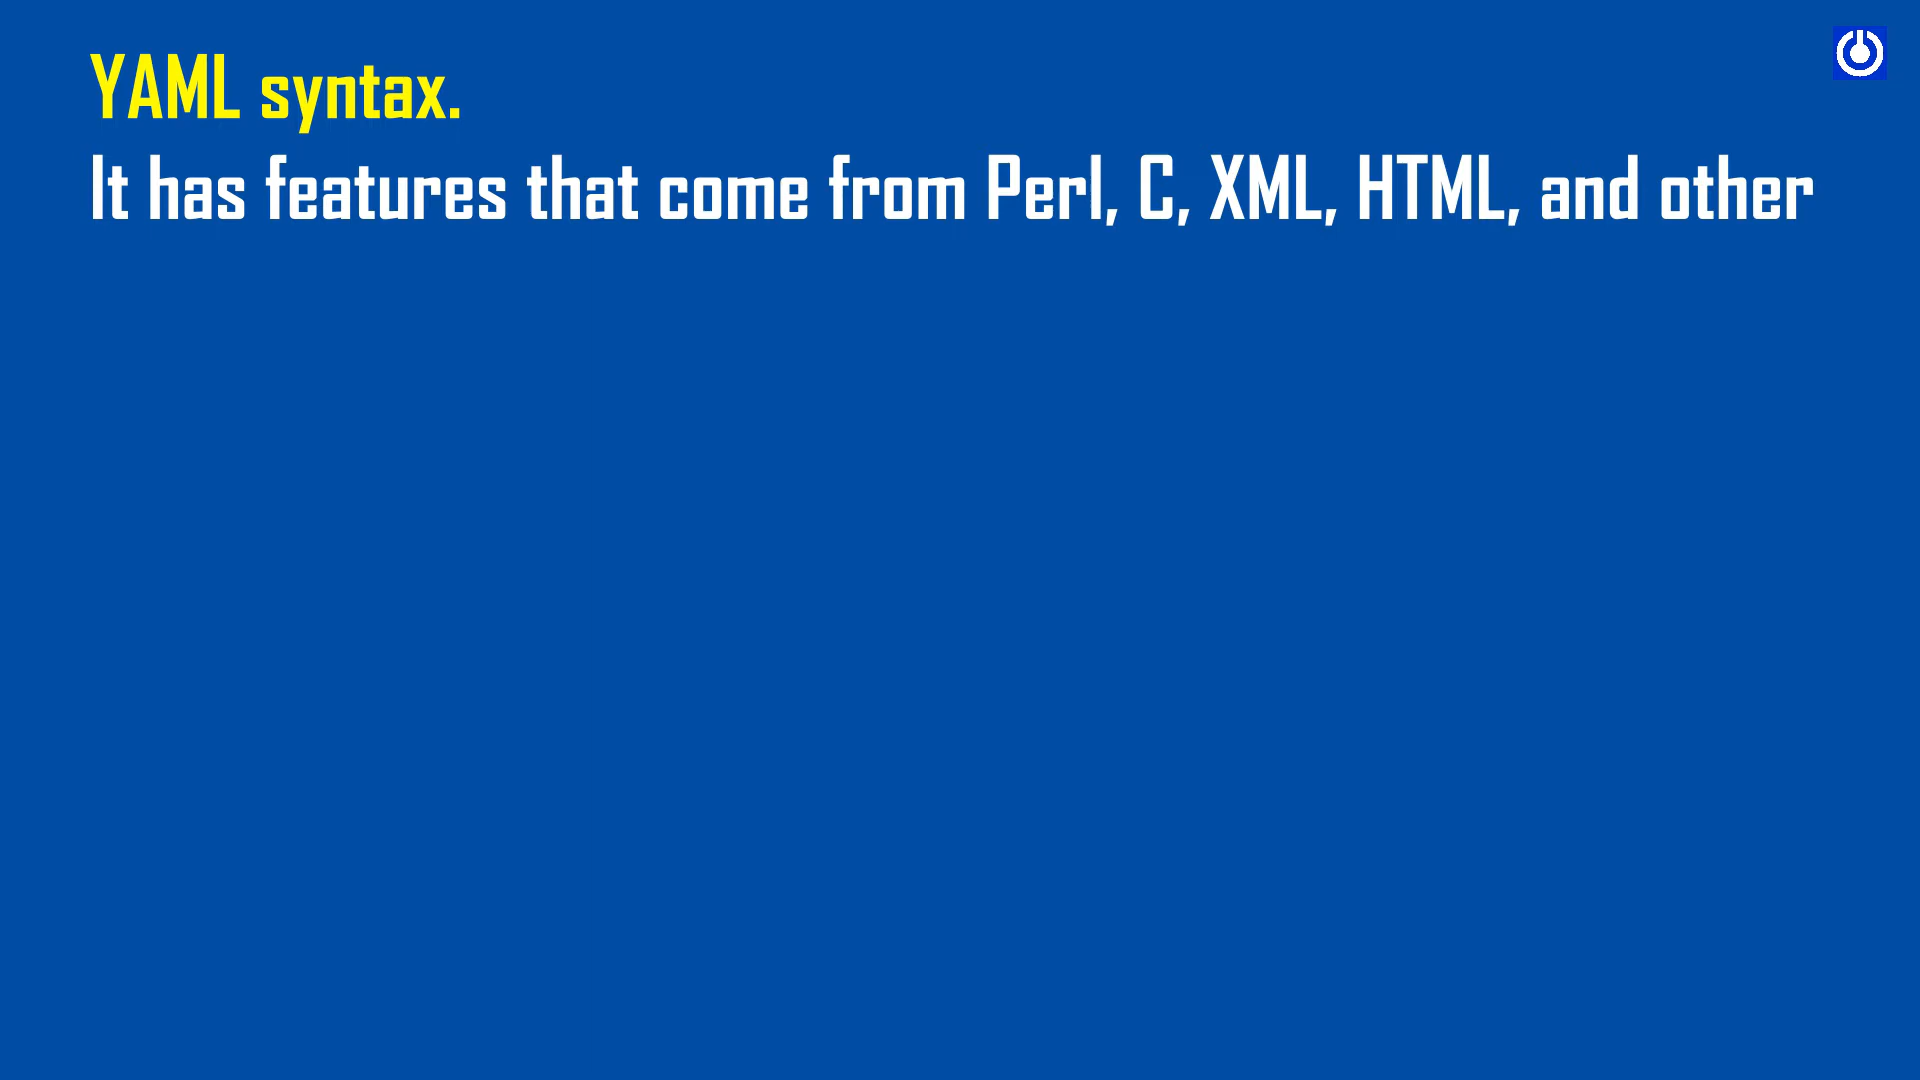 YAML syntax.
It has features that come from Perl, C, XML, HTML, and other